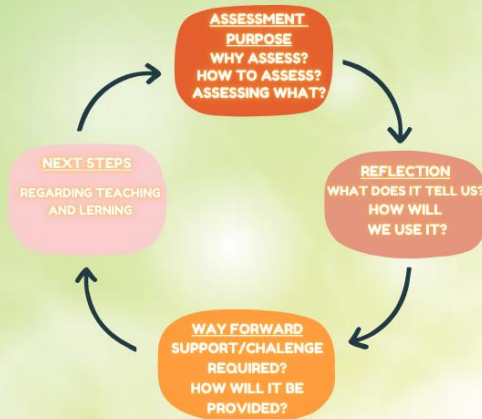 ASSESSMENT
PURPOSE
WHY ASSESS?
HOW TO ASSESS?
ASSESSING WHAT?
REFLECTION
WHAT DOES IT TELL US?
HOW WILL
WE USE IT?
WAY FORWARD
SUPPORT/CHALENGE
REQUIRED?
HOW WILL IT BE
PROVIDED?
NEXT STEPS
REGARDING TEACHING
AND LERNING